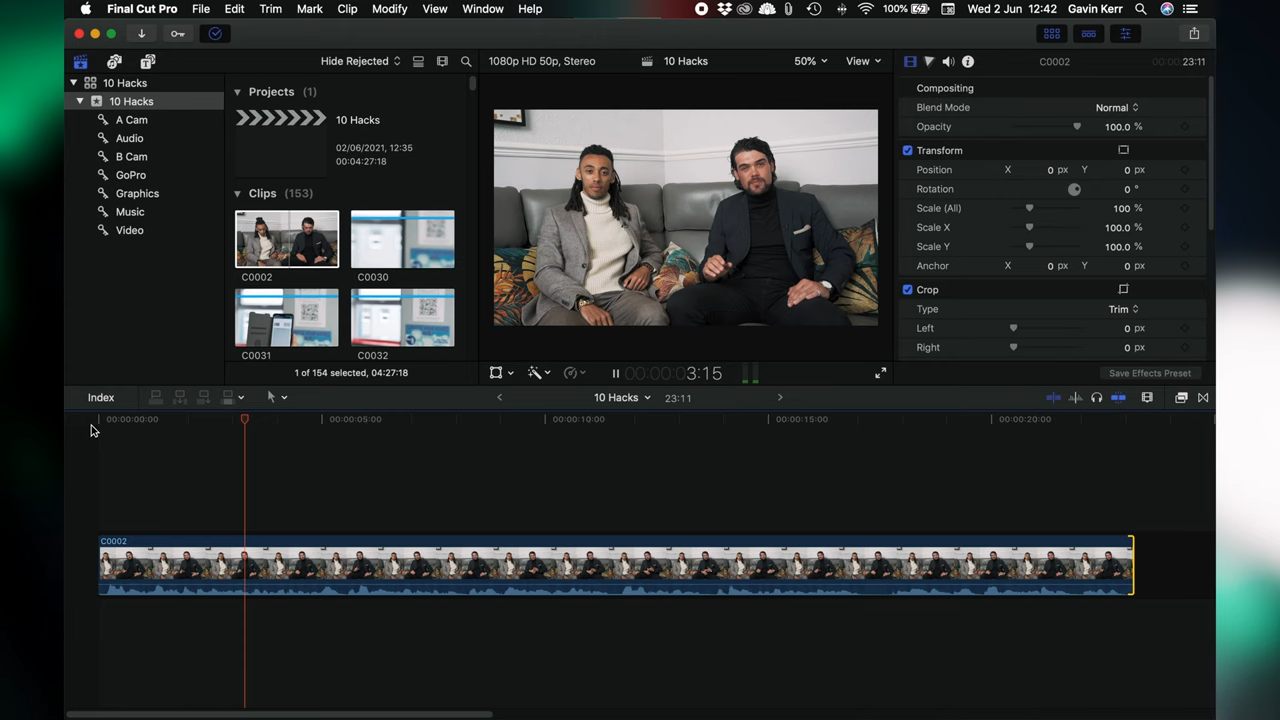 Final Cut Pro File Edit Trim Mark Clip Modify View Window Help 100% Wed 2 Jun 12:42 Gavin Kerr
Hide Rejected 1080p HD 50p, Stereo 10 Hacks 50% View C0002 00:00:00:23:11
10 Hacks
10 Hacks
A Cam
Audio
B Cam
GoPro
Graphics
Music
Video
Projects (1)
10 Hacks
02/06/2021, 12:35
00:04:27:18
Clips (153)
C0002 C0030
C0031 C0032
1 of 154 selected, 04:27:18
00:00:00:03:15
Compositing
Blend Mode Normal
Opacity 100.0 %
Transform
Position X 0 px Y 0 px
Rotation 0 °
Scale (All) 100 %
Scale X 100.0 %
Scale Y 100.0 %
Anchor X 0 px Y 0 px
Crop
Type Trim
Left 0 px
Right 0 px
Save Effects Preset
Index 10 Hacks 23:11
00:00:00:00 00:00:05:00 00:00:10:00 00:00:15:00 00:00:20:00
C0002